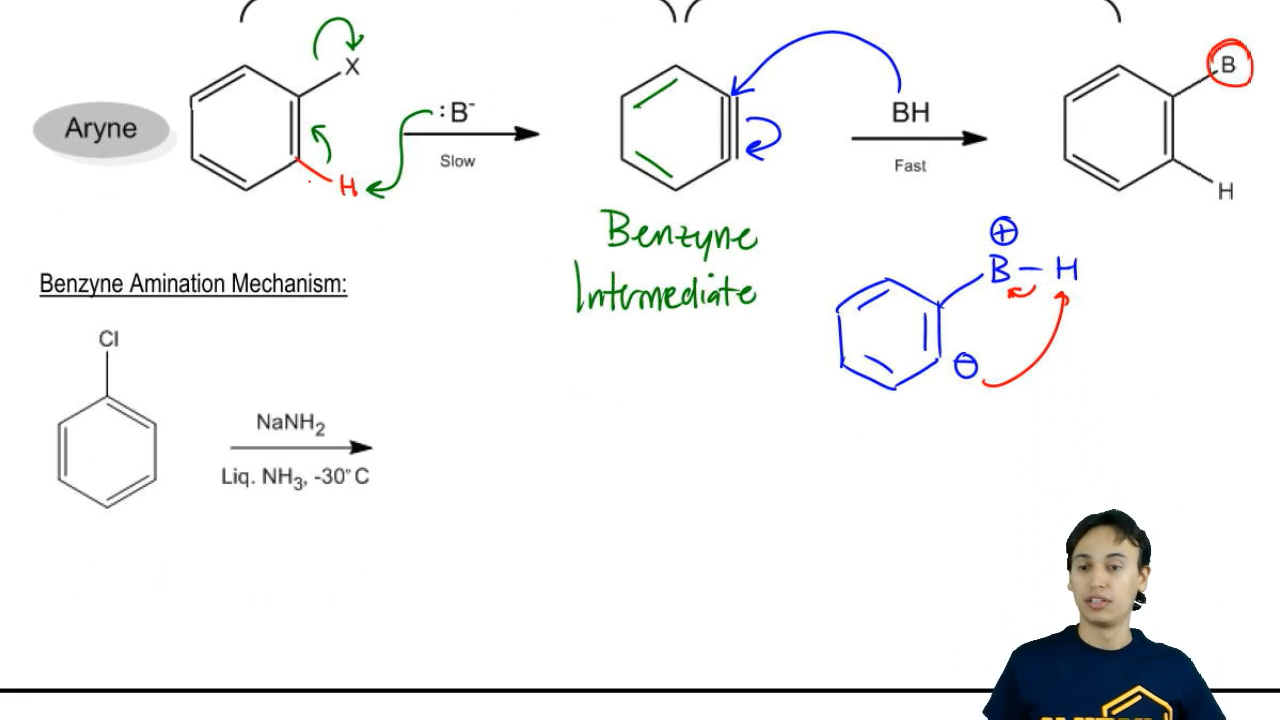 Aryne
X
H
:B⁻
Slow
BH
Fast
B
H
Benzyne
Intermediate
⊕
B – H
⊖
Benzyne Amination Mechanism:
Cl
NaNH₂
Liq. NH₃, -30°C